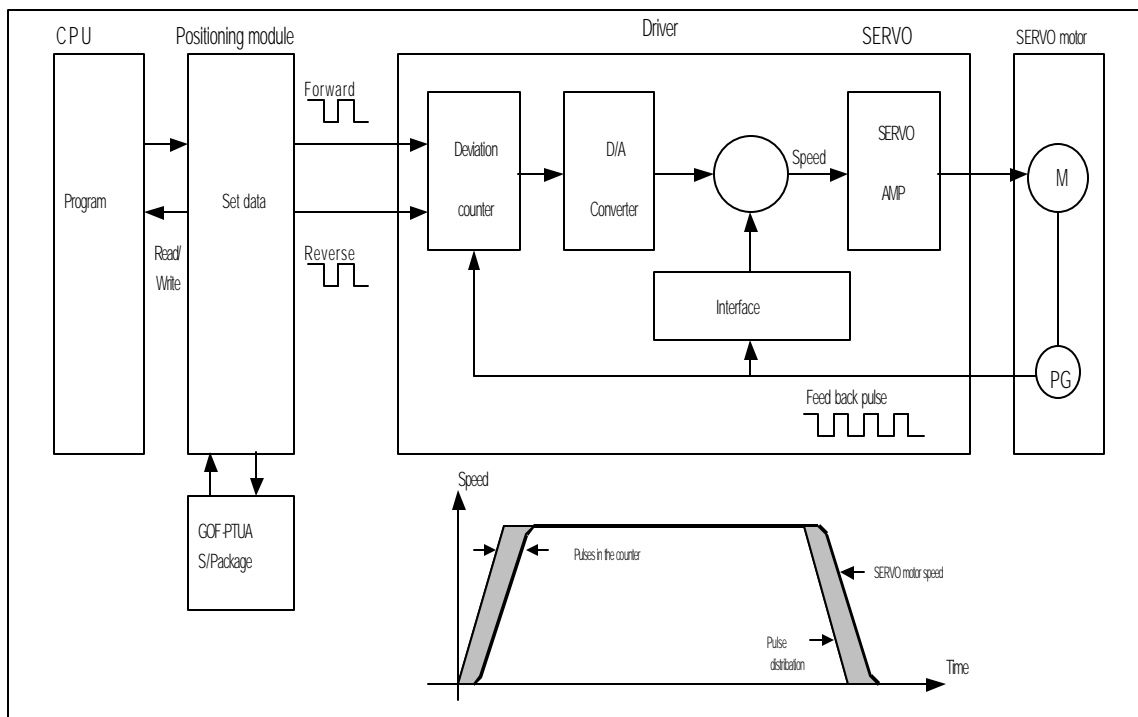 CPU
Positioning module
Driver
SERVO
SERVO motor
Forward
Deviation
counter
D/A
Converter
Speed
SERVO
AMP
M
Program
Set data
Read/
Write
Reverse
Interface
PG
Feed back pulse
GOF-PTUA
S/Package
Speed
Pulses in the counter
SERVO motor speed
Pulse
distribation
Time